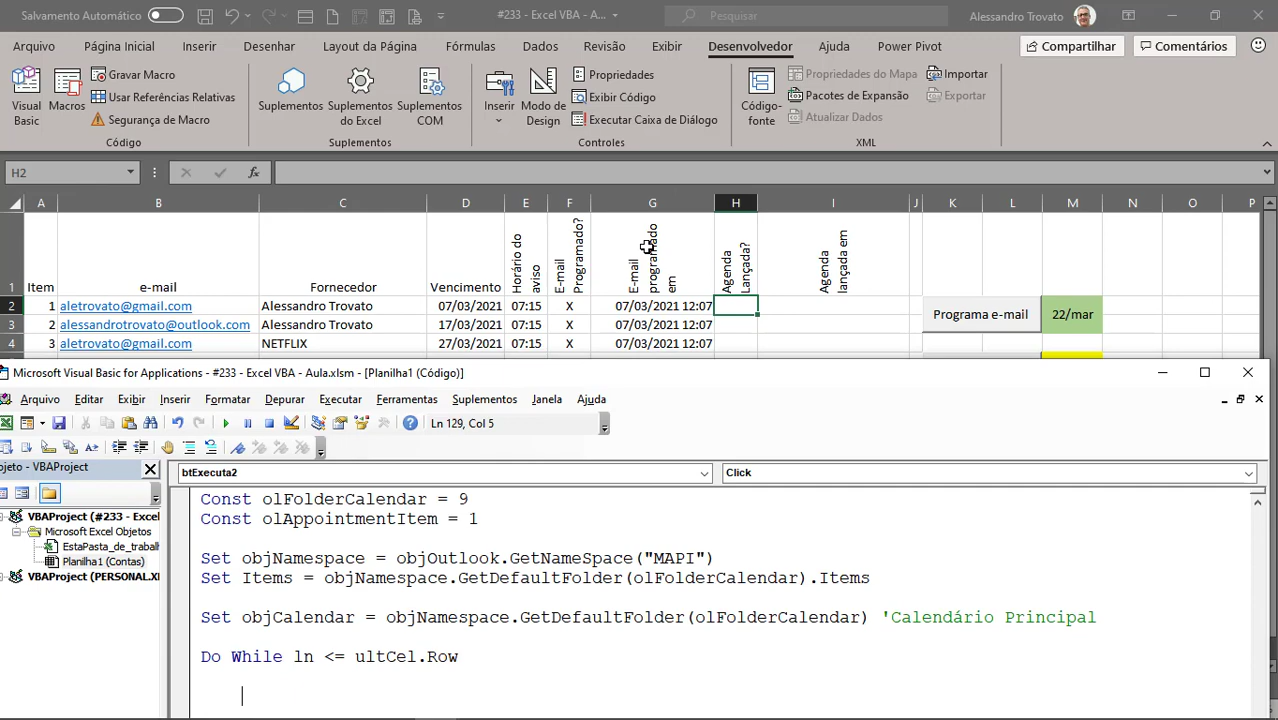 Salvamento Automático
#233 - Excel VBA - A...
Pesquisar
Alessandro Trovato
Arquivo Página Inicial Inserir Desenhar Layout da Página Fórmulas Dados Revisão Exibir Desenvolvedor Ajuda Power Pivot
Compartilhar Comentários
Visual Basic
Macros
Gravar Macro
Usar Referências Relativas
Segurança de Macro
Código
Suplementos
Suplementos do Excel
Suplementos COM
Suplementos
Inserir
Modo de Design
Propriedades
Exibir Código
Executar Caixa de Diálogo
Controles
Código-fonte
Propriedades do Mapa
Pacotes de Expansão
Atualizar Dados
Importar
Exportar
XML
H2 fx
A B C D E F G H I J K L M N O P
1 Item e-mail Fornecedor Vencimento Horário do aviso E-mail Programado? E-mail programado em Agenda Lançada? Agenda lançada em
2 1 aletrovato@gmail.com Alessandro Trovato 07/03/2021 07:15 X 07/03/2021 12:07
3 2 alessandrotrovato@outlook.com Alessandro Trovato 17/03/2021 07:15 X 07/03/2021 12:07
4 3 aletrovato@gmail.com NETFLIX 27/03/2021 07:15 X 07/03/2021 12:07
Programa e-mail 22/mar
Microsoft Visual Basic for Applications - #233 - Excel VBA - Aula.xlsm - [Planilha1 (Código)]
Arquivo Editar Exibir Inserir Formatar Depurar Executar Ferramentas Suplementos Janela Ajuda
Ln 129, Col 5
ojeto - VBAProject
btExecuta2 Click
VBAProject (#233 - Excel
Microsoft Excel Objetos
EstaPasta_de_trabalh
Planilha1 (Contas)
VBAProject (PERSONAL.XL
Const olFolderCalendar = 9
Const olAppointmentItem = 1
Set objNamespace = objOutlook.GetNameSpace("MAPI")
Set Items = objNamespace.GetDefaultFolder(olFolderCalendar).Items
Set objCalendar = objNamespace.GetDefaultFolder(olFolderCalendar) 'Calendário Principal
Do While ln <= ultCel.Row